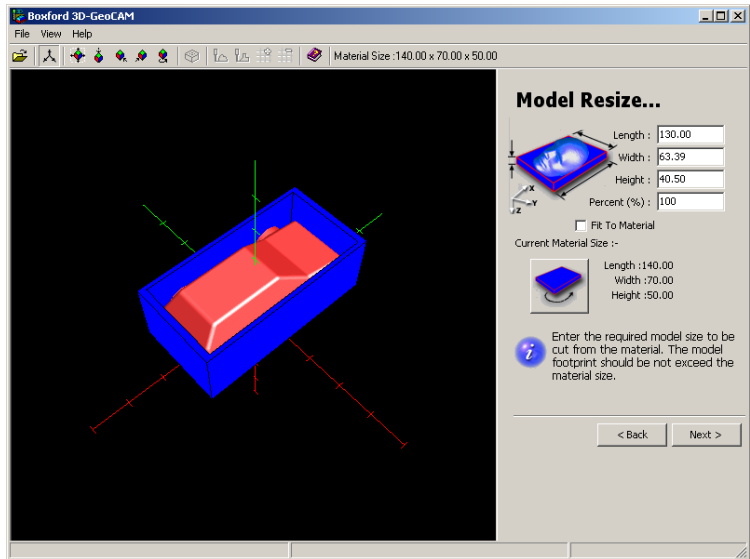 Boxford 3D-GeoCAM
File View Help
Material Size :140.00 x 70.00 x 50.00
Model Resize...
Length : 130.00
Width : 63.39
Height : 40.50
Percent (%) : 100
X
Y
Z
Fit To Material
Current Material Size :-
Length :140.00
Width :70.00
Height :50.00
Enter the required model size to be
cut from the material. The model
footprint should be not exceed the
material size.
< Back Next >